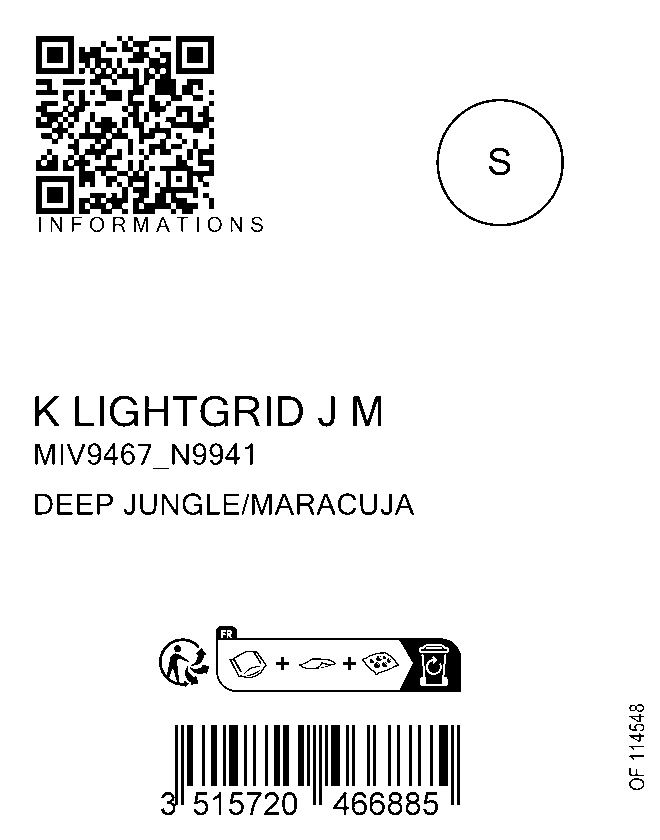 INFORMATIONS
S
K LIGHTGRID J M
MIV9467_N9941
DEEP JUNGLE/MARACUJA
FR
3 515720 466885
OF 114548